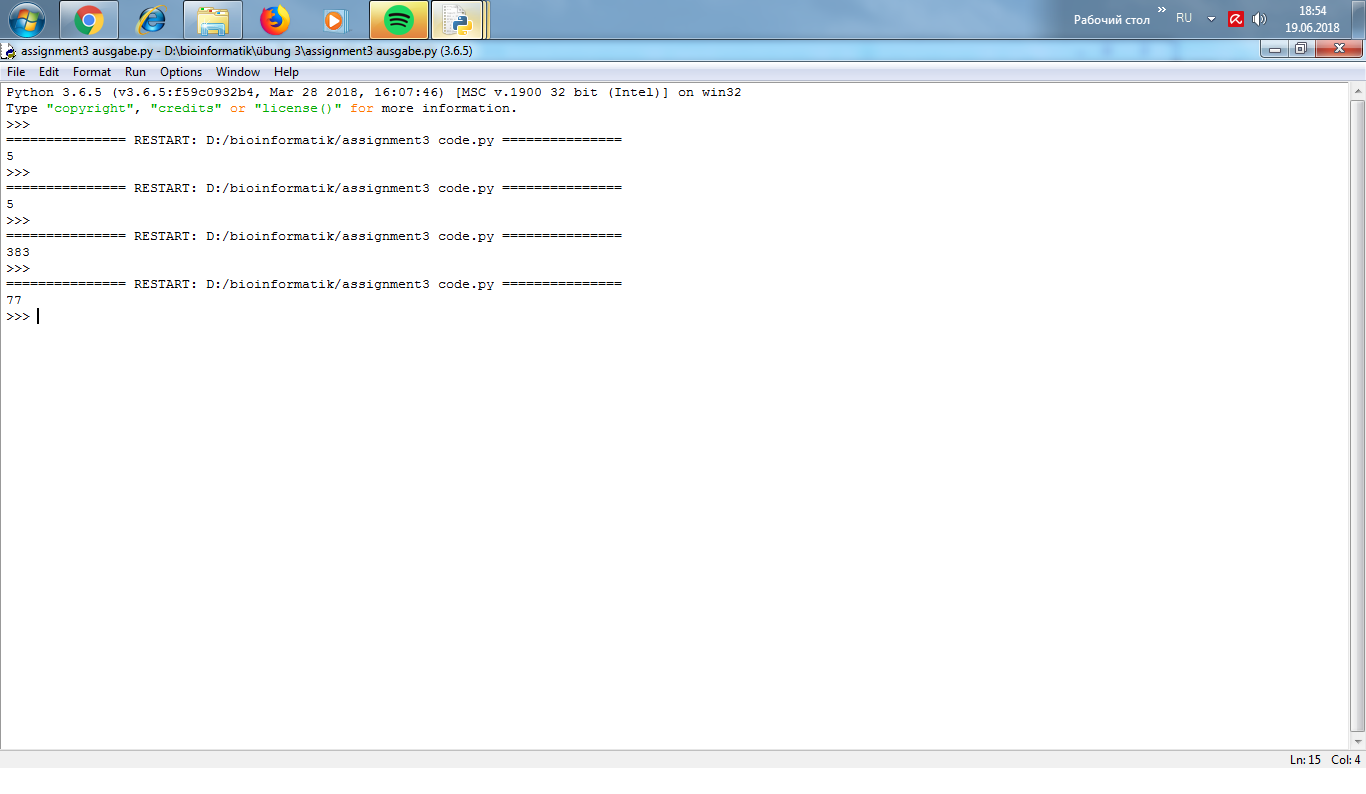 Рабочий стол » RU 18:54
19.06.2018
assignment3 ausgabe.py - D:\bioinformatik\übung 3\assignment3 ausgabe.py (3.6.5)
File Edit Format Run Options Window Help
Python 3.6.5 (v3.6.5:f59c0932b4, Mar 28 2018, 16:07:46) [MSC v.1900 32 bit (Intel)] on win32
Type "copyright", "credits" or "license()" for more information.
>>>
=============== RESTART: D:/bioinformatik/assignment3 code.py ===============
5
>>>
=============== RESTART: D:/bioinformatik/assignment3 code.py ===============
5
>>>
=============== RESTART: D:/bioinformatik/assignment3 code.py ===============
383
>>>
=============== RESTART: D:/bioinformatik/assignment3 code.py ===============
77
>>>
Ln: 15 Col: 4